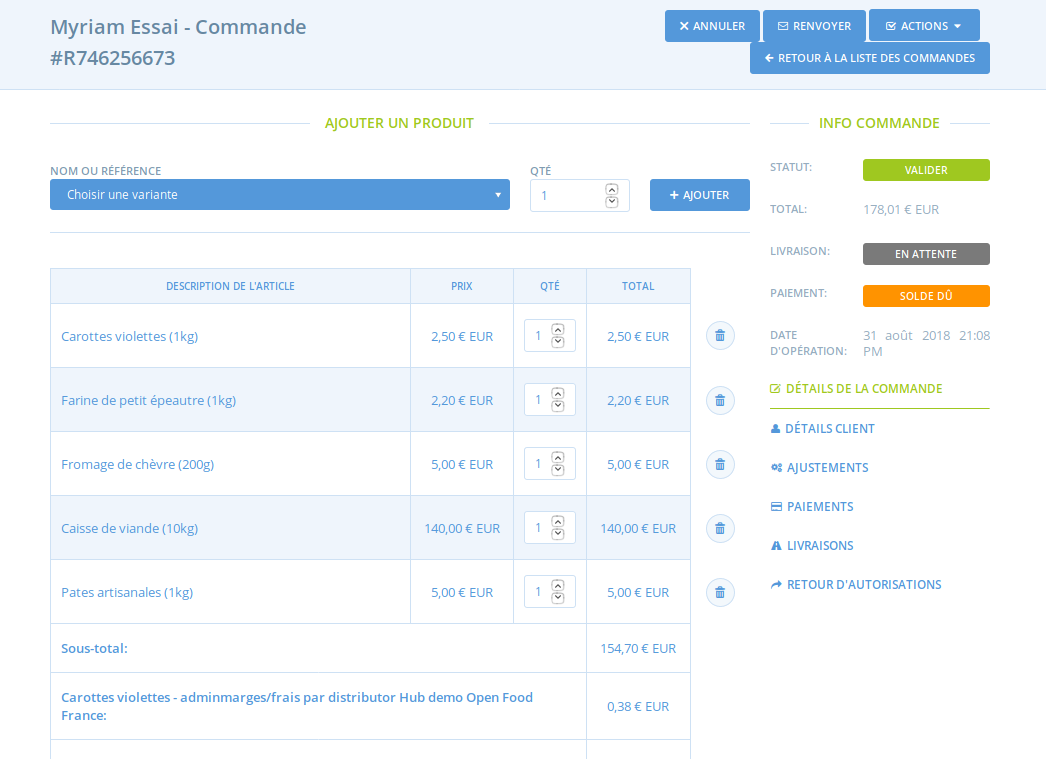 Myriam Essai - Commande
#R746256673
ANNULER
RENVOYER
ACTIONS
RETOUR À LA LISTE DES COMMANDES
AJOUTER UN PRODUIT
NOM OU RÉFÉRENCE
QTÉ
Choisir une variante
1
AJOUTER
DESCRIPTION DE L'ARTICLE PRIX QTÉ TOTAL
Carottes violettes (1kg) 2,50 € EUR 1 2,50 € EUR
Farine de petit épeautre (1kg) 2,20 € EUR 1 2,20 € EUR
Fromage de chèvre (200g) 5,00 € EUR 1 5,00 € EUR
Caisse de viande (10kg) 140,00 € EUR 1 140,00 € EUR
Pates artisanales (1kg) 5,00 € EUR 1 5,00 € EUR
Sous-total: 154,70 € EUR
Carottes violettes - adminmarges/frais par distributor Hub demo Open Food
France:
0,38 € EUR
INFO COMMANDE
STATUT: VALIDER
TOTAL: 178,01 € EUR
LIVRAISON: EN ATTENTE
PAIEMENT: SOLDE DÛ
DATE
D'OPÉRATION:
31 août 2018 21:08
PM
DÉTAILS DE LA COMMANDE
DÉTAILS CLIENT
AJUSTEMENTS
PAIEMENTS
LIVRAISONS
RETOUR D'AUTORISATIONS